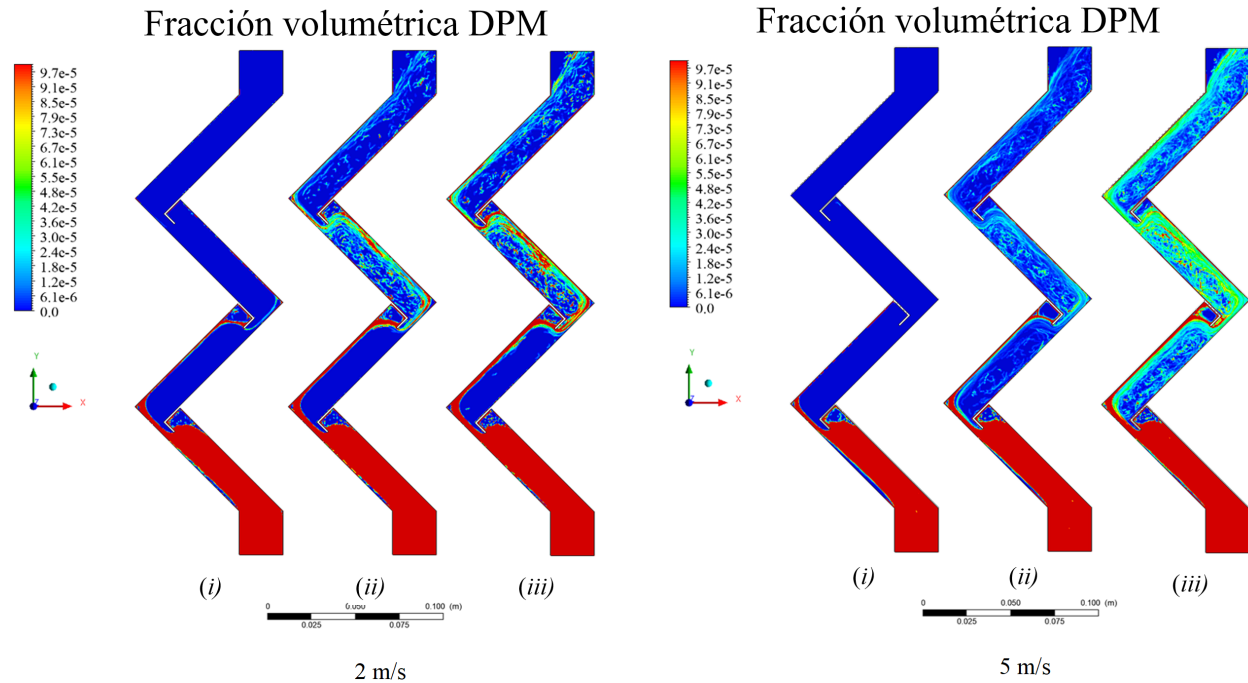 Fracción volumétrica DPM
9.7e-5
9.1e-5
8.5e-5
7.9e-5
7.3e-5
6.7e-5
6.1e-5
5.5e-5
4.8e-5
4.2e-5
3.6e-5
3.0e-5
2.4e-5
1.8e-5
1.2e-5
6.1e-6
0.0
Y
Z
X
(i)
(ii)
(iii)
0 0.050 0.100 (m)
0.025 0.075
2 m/s
Fracción volumétrica DPM
9.7e-5
9.1e-5
8.5e-5
7.9e-5
7.3e-5
6.7e-5
6.1e-5
5.5e-5
4.8e-5
4.2e-5
3.6e-5
3.0e-5
2.4e-5
1.8e-5
1.2e-5
6.1e-6
0.0
Y
Z
X
(i)
(ii)
(iii)
0 0.050 0.100 (m)
0.025 0.075
5 m/s